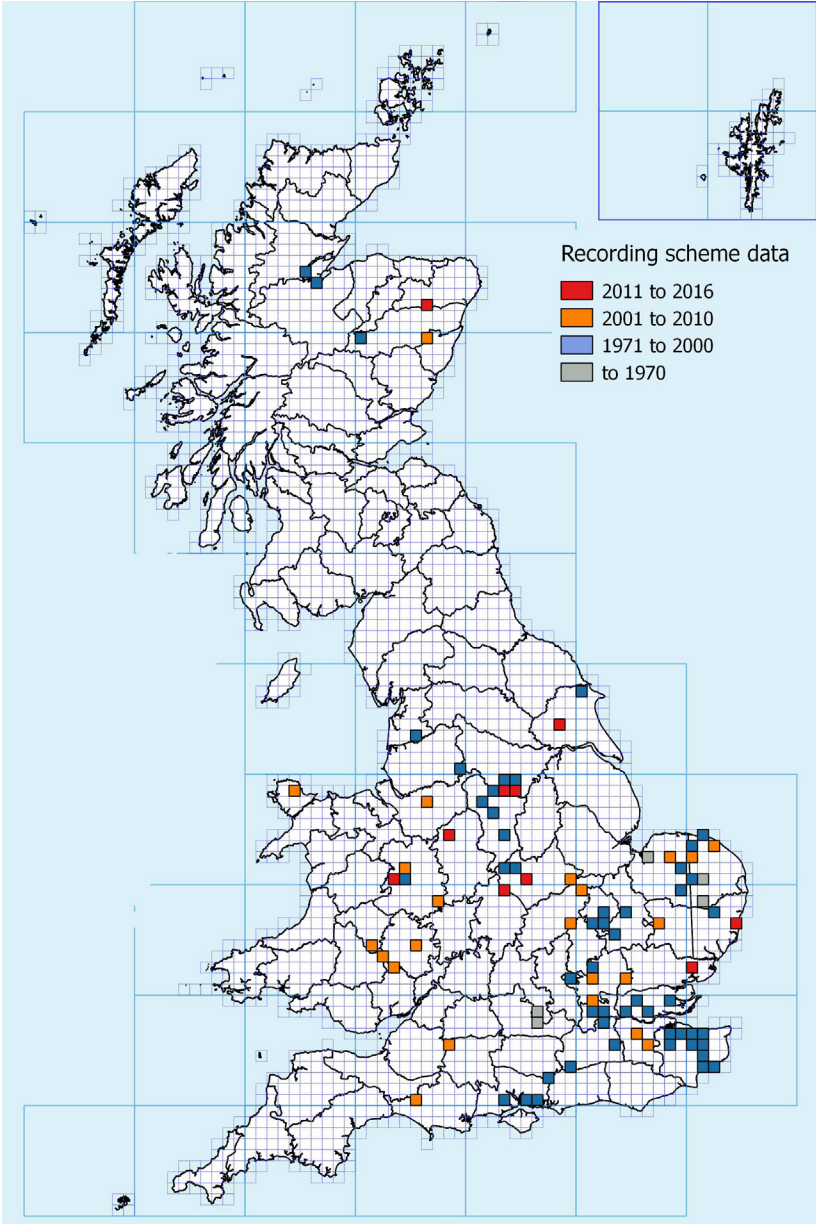 Recording scheme data
2011 to 2016
2001 to 2010
1971 to 2000
to 1970